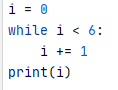 i = 0
while i < 6:
    i += 1
print(i)